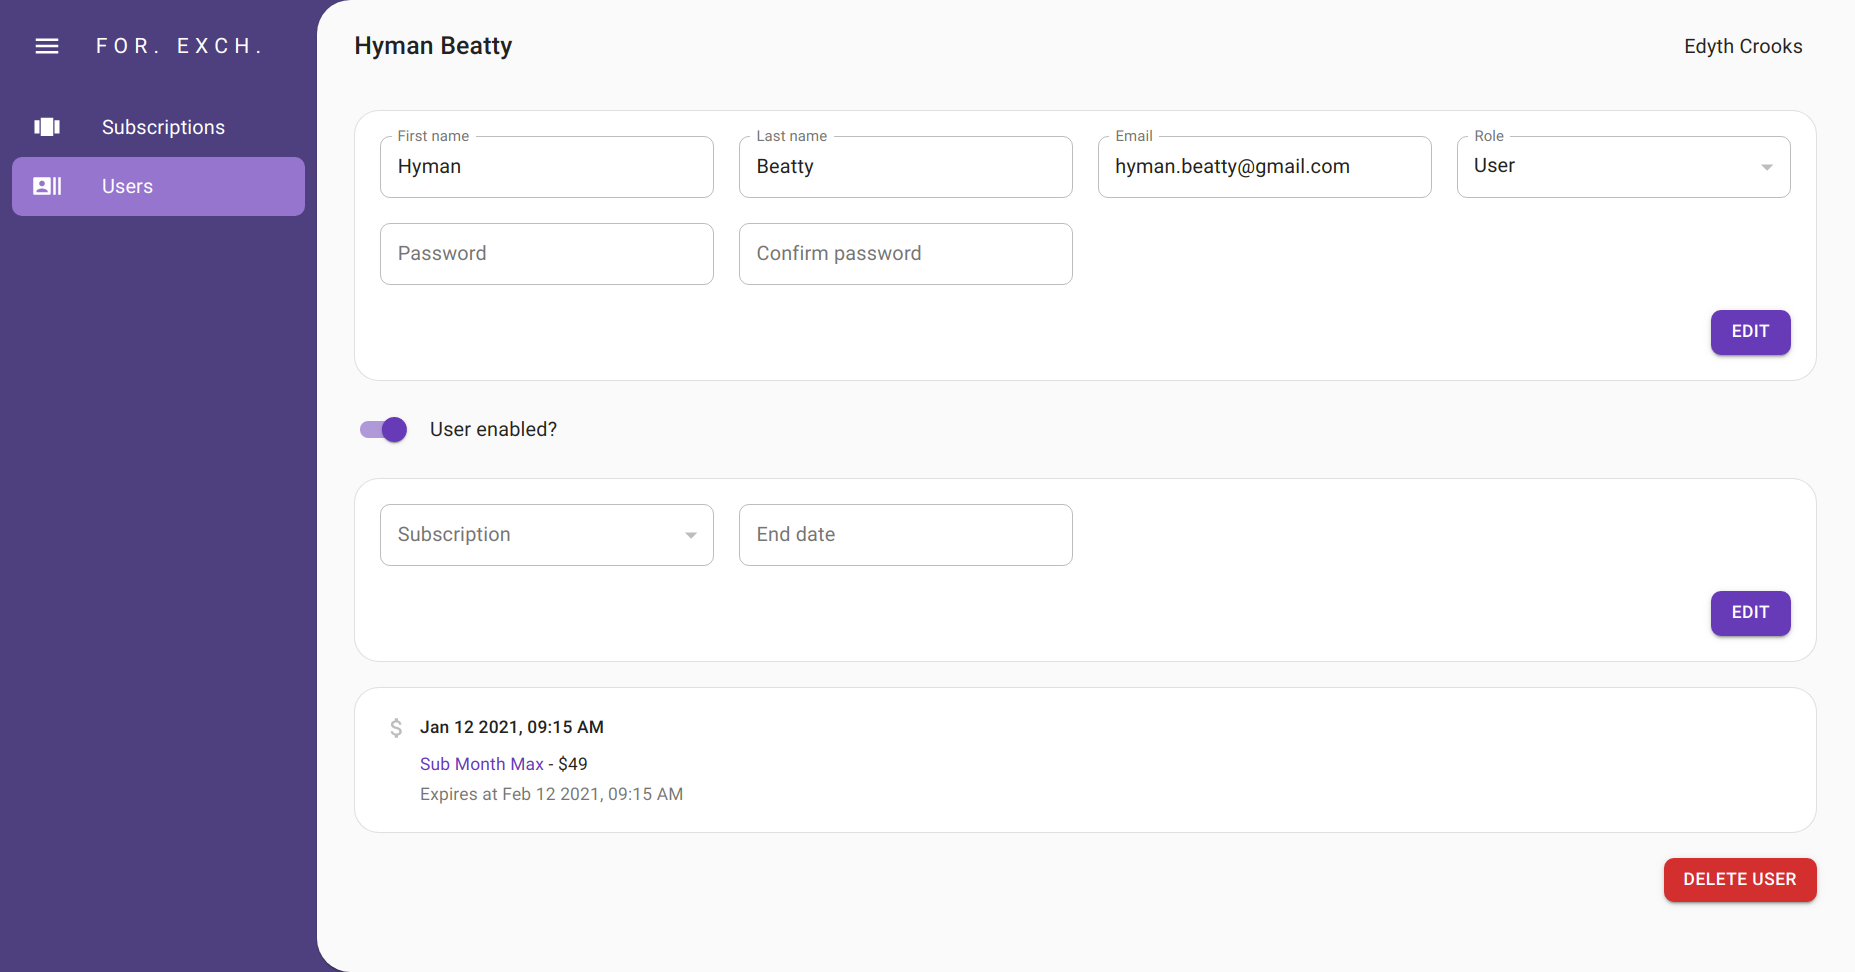 FOR. EXCH.
Hyman Beatty
Edyth Crooks
Subscriptions
Users
First name
Hyman
Last name
Beatty
Email
hyman.beatty@gmail.com
Role
User
Password
Confirm password
EDIT
User enabled?
Subscription
End date
EDIT
Jan 12 2021, 09:15 AM
Sub Month Max - $49
Expires at Feb 12 2021, 09:15 AM
DELETE USER